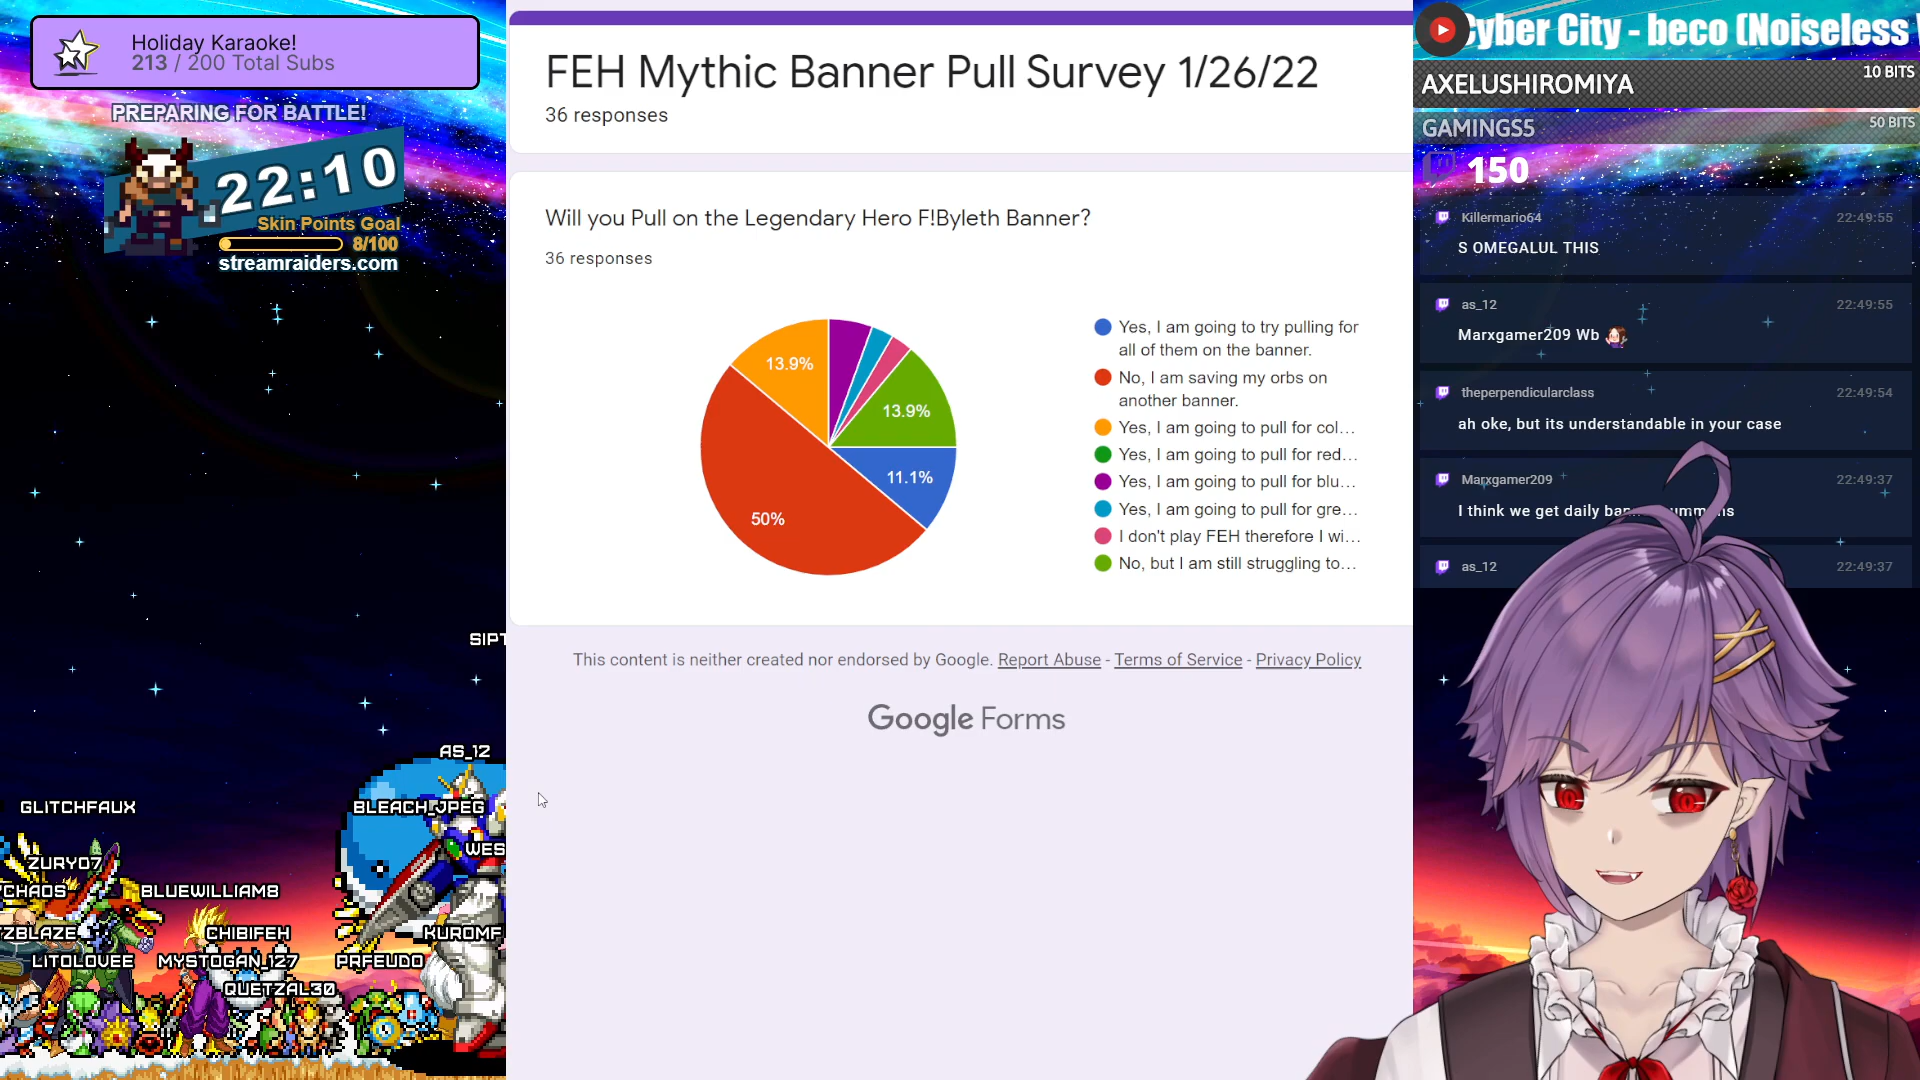 Holiday Karaoke!
213 / 200 Total Subs
PREPARING FOR BATTLE!
22:10
Skin Points Goal
8/100
streamraiders.com
SIPT
AS_12
GLITCHFAUX
BLEACH_JPEG
WES
ZURYO7
CHAOS
BLUEWILLIAM8
ZBLAZE
CHIBIFEH
KUROMF
LITOLOVEE
MYSTOGAN_127
PRFEUDO
QUETZAL30
FEH Mythic Banner Pull Survey 1/26/22
36 responses
Will you Pull on the Legendary Hero F!Byleth Banner?
36 responses
13.9%
13.9%
11.1%
50%
Yes, I am going to try pulling for
all of them on the banner.
No, I am saving my orbs on
another banner.
Yes, I am going to pull for col…
Yes, I am going to pull for red…
Yes, I am going to pull for blu…
Yes, I am going to pull for gre…
I don't play FEH therefore I wi…
No, but I am still struggling to…
This content is neither created nor endorsed by Google. Report Abuse - Terms of Service - Privacy Policy
Google Forms
Cyber City - beco (Noiseless
AXELUSHIROMIYA
10 BITS
GAMINGS5
50 BITS
150
Killermario64
22:49:55
S OMEGALUL THIS
as_12
22:49:55
Marxgamer209 Wb
theperpendicularclass
22:49:54
ah oke, but its understandable in your case
Marxgamer209
22:49:37
I think we get daily
as_12
22:49:37